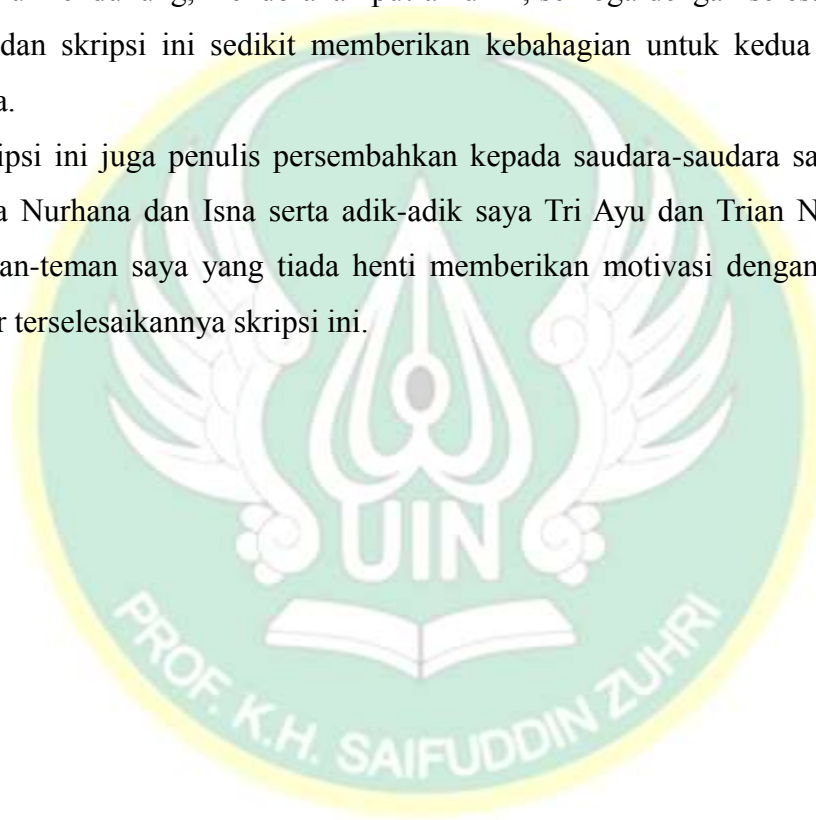 dan skripsi ini sedikit memberikan kebahagian untuk kedua
a.
ipsi ini juga penulis persembahkan kepada saudara-saudara sa
a Nurhana dan Isna serta adik-adik saya Tri Ayu dan Trian N
an-teman saya yang tiada henti memberikan motivasi dengan
r terselesaikannya skripsi ini.
UIN
PROF. K.H. SAIFUDDIN ZUHRI